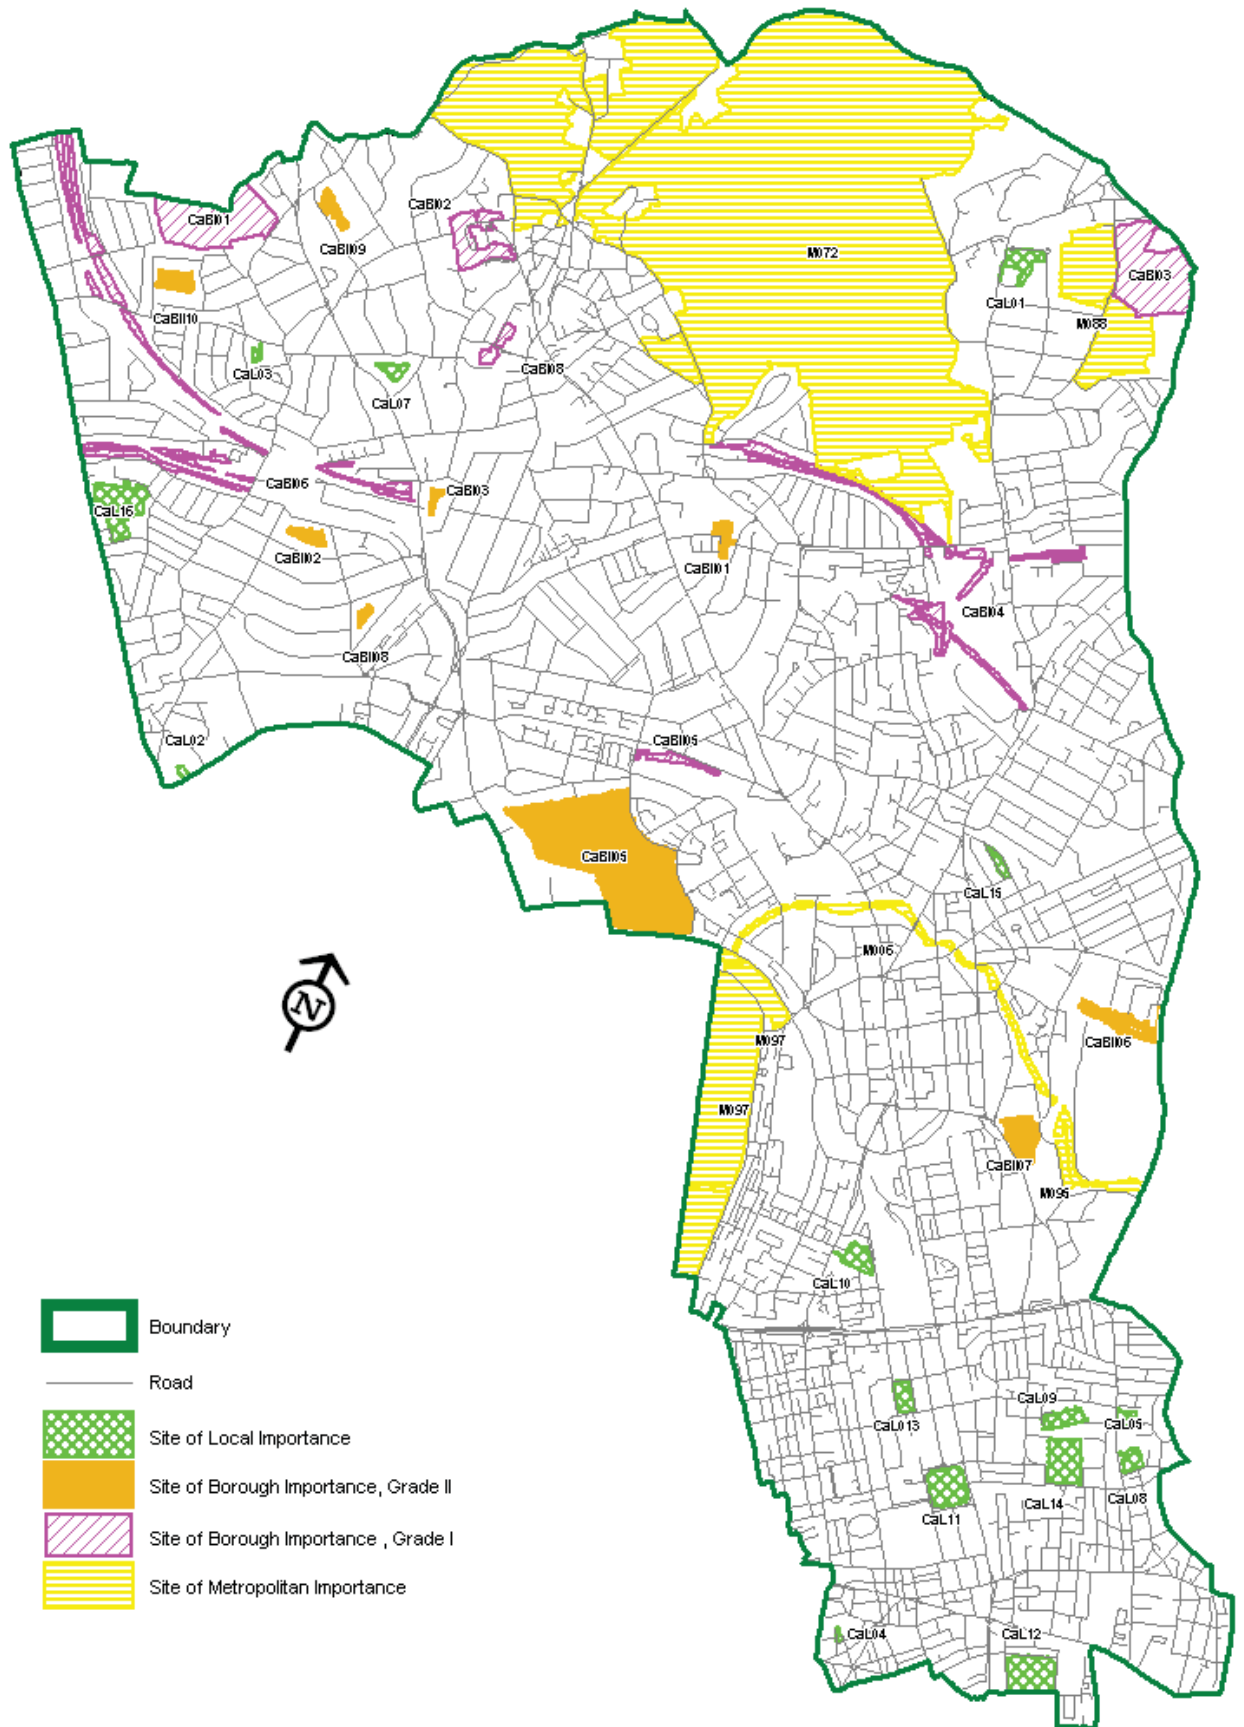 CaBI01
CaBI02
CaBII09
M072
CaBI03
CaL01
CaBII10
M088
CaL03
CaBI08
CaL07
CaBI06
CaBII03
CaL16
CaBII02
CaBII01
CaBI04
CaBII08
CaL02
CaBI05
CaBII05
CaL15
M006
N
M097
CaBII06
M097
CaBII07
M095
CaL10
Boundary
Road
CaL09
CaL013
CaL05
Site of Local Importance
Site of Borough Importance, Grade II
CaL14
CaL08
CaL11
Site of Borough Importance , Grade I
Site of Metropolitan Importance
CaL04
CaL12